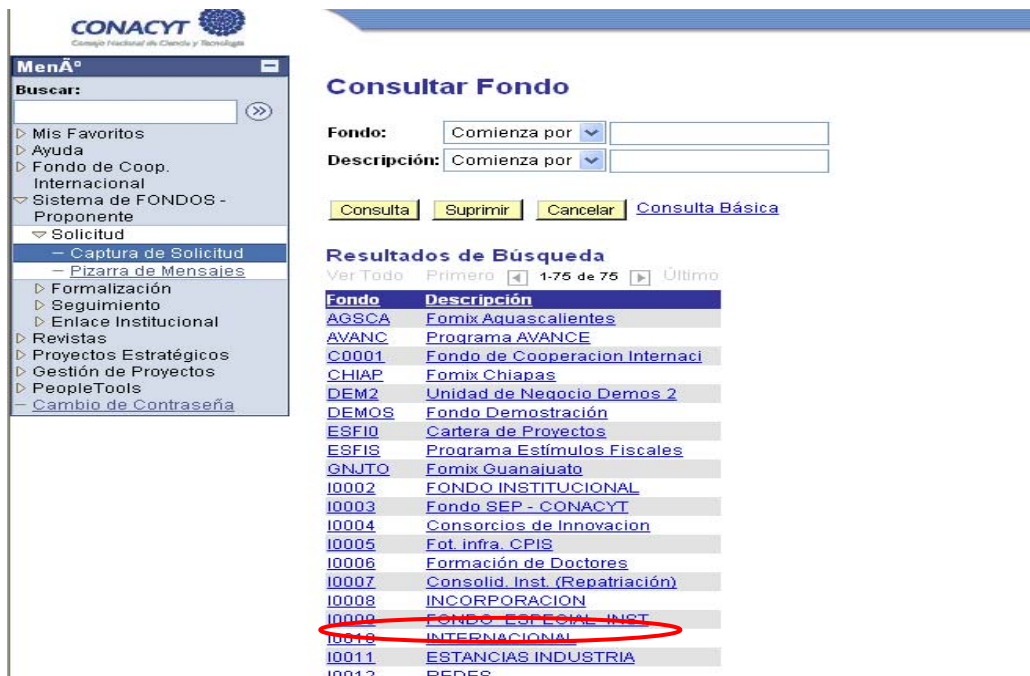 CONACYT
Consejo Nacional de Ciencia y Tecnología
MenÂº
Buscar:
Mis Favoritos
Ayuda
Fondo de Coop.
Internacional
Sistema de FONDOS -
Proponente
Solicitud
– Captura de Solicitud
– Pizarra de Mensajes
Formalización
Seguimiento
Enlace Institucional
Revistas
Proyectos Estratégicos
Gestión de Proyectos
PeopleTools
– Cambio de Contraseña
Consultar Fondo
Fondo: Comienza por
Descripción: Comienza por
Consulta Suprimir Cancelar Consulta Básica
Resultados de Búsqueda
Ver Todo Primero 1-75 de 75 Último
Fondo Descripción
AGSCA Fomix Aguascalientes
AVANC Programa AVANCE
C0001 Fondo de Cooperacion Internaci
CHIAP Fomix Chiapas
DEM2 Unidad de Negocio Demos 2
DEMOS Fondo Demostración
ESFI0 Cartera de Proyectos
ESFIS Programa Estímulos Fiscales
GNJTO Fomix Guanajuato
I0002 FONDO INSTITUCIONAL
I0003 Fondo SEP - CONACYT
I0004 Consorcios de Innovacion
I0005 Fot. infra. CPIS
I0006 Formación de Doctores
I0007 Consolid. Inst. (Repatriación)
I0008 INCORPORACION
I0009 FONDO ESPECIAL INST
I0010 INTERNACIONAL
I0011 ESTANCIAS INDUSTRIA
I0012 REDES